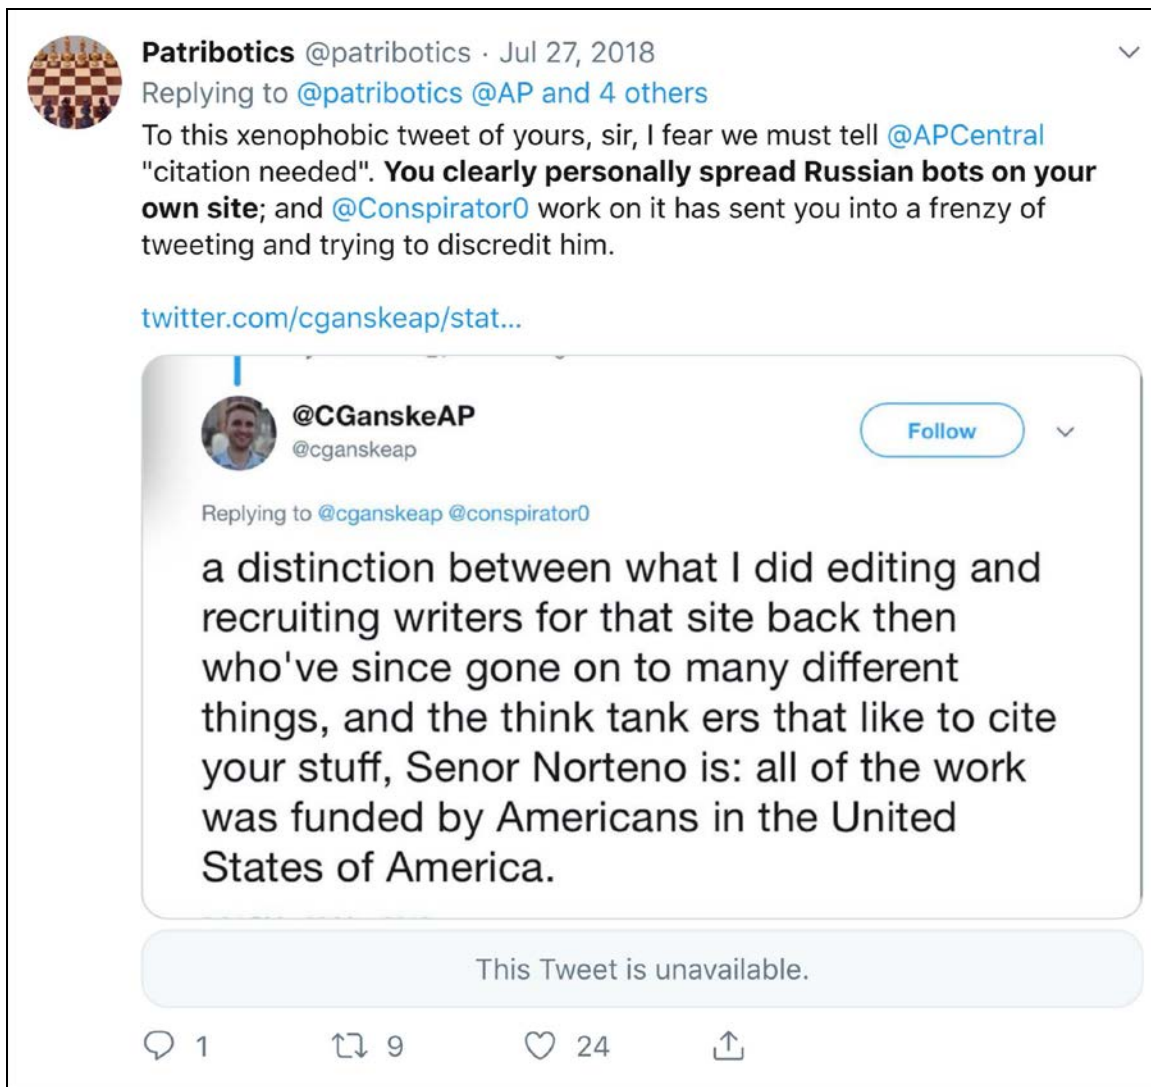 Patribotics @patribotics · Jul 27, 2018
Replying to @patribotics @AP and 4 others
To this xenophobic tweet of yours, sir, I fear we must tell @APCentral
"citation needed". You clearly personally spread Russian bots on your
own site; and @Conspirator0 work on it has sent you into a frenzy of
tweeting and trying to discredit him.
twitter.com/cganskeap/stat...
@CGanskeAP
@cganskeap
Follow
Replying to @cganskeap @conspirator0
a distinction between what I did editing and
recruiting writers for that site back then
who've since gone on to many different
things, and the think tank ers that like to cite
your stuff, Senor Norteno is: all of the work
was funded by Americans in the United
States of America.
This Tweet is unavailable.
1 9 24